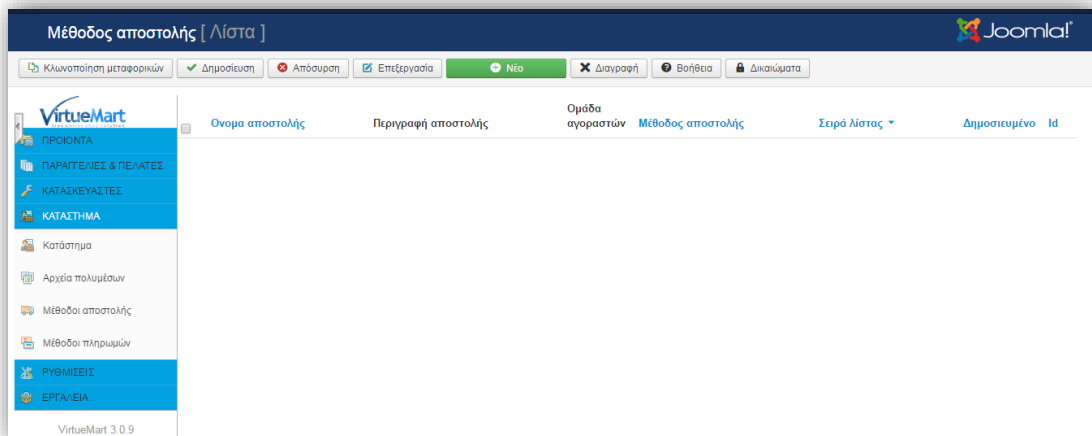 Μέθοδος αποστολής [ Λίστα ]
Joomla!
Κλωνοποίηση μεταφορικών Δημοσίευση Απόσυρση Επεξεργασία Νέο Διαγραφή Βοήθεια Δικαιώματα
VirtueMart
Ονομα αποστολής Περιγραφή αποστολής Ομάδα αγοραστών Μέθοδος αποστολής Σειρά λίστας Δημοσιευμένο Id
ΠΡΟΙΟΝΤΑ
ΠΑΡΑΓΓΕΛΙΕΣ & ΠΕΛΑΤΕΣ
ΚΑΤΑΣΚΕΥΑΣΤΕΣ
ΚΑΤΑΣΤΗΜΑ
Κατάστημα
Αρχεία πολυμέσων
Μέθοδοι αποστολής
Μέθοδοι πληρωμών
ΡΥΘΜΙΣΕΙΣ
ΕΡΓΑΛΕΙΑ
VirtueMart 3.0.9